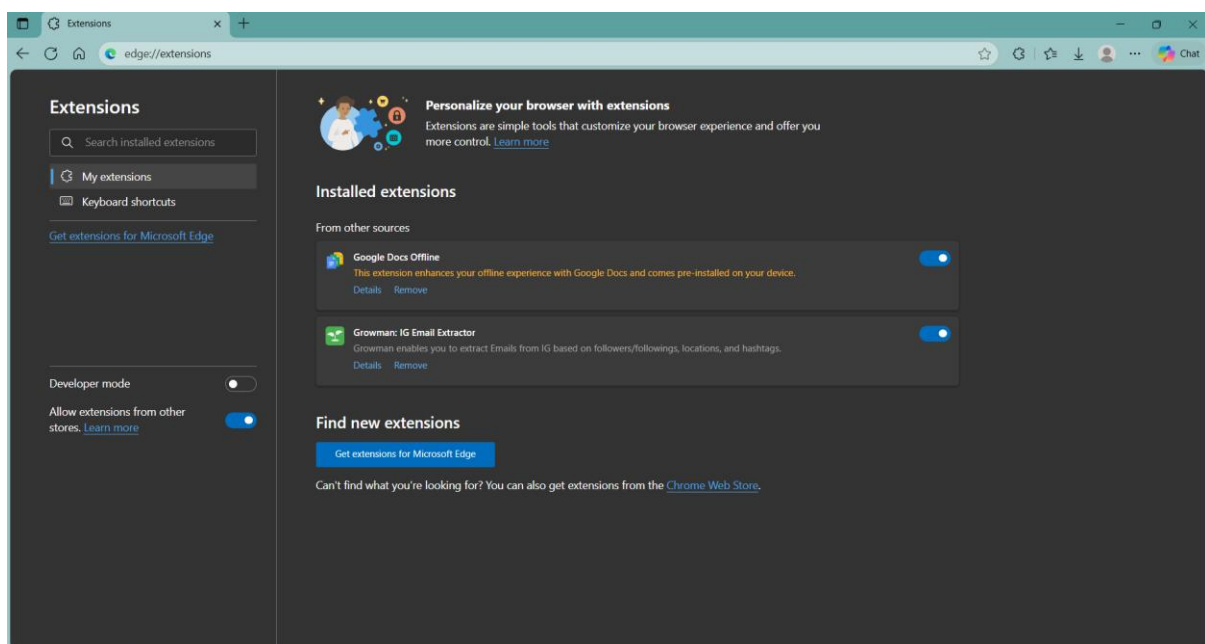 Extensions
edge://extensions
Chat
Extensions
Search installed extensions
My extensions
Keyboard shortcuts
Get extensions for Microsoft Edge
Developer mode
Allow extensions from other
stores. Learn more
Personalize your browser with extensions
Extensions are simple tools that customize your browser experience and offer you
more control. Learn more
Installed extensions
From other sources
Google Docs Offline
This extension enhances your offline experience with Google Docs and comes pre-installed on your device.
Details Remove
Growman: IG Email Extractor
Growman enables you to extract Emails from IG based on followers/followings, locations, and hashtags.
Details Remove
Find new extensions
Get extensions for Microsoft Edge
Can't find what you're looking for? You can also get extensions from the Chrome Web Store.